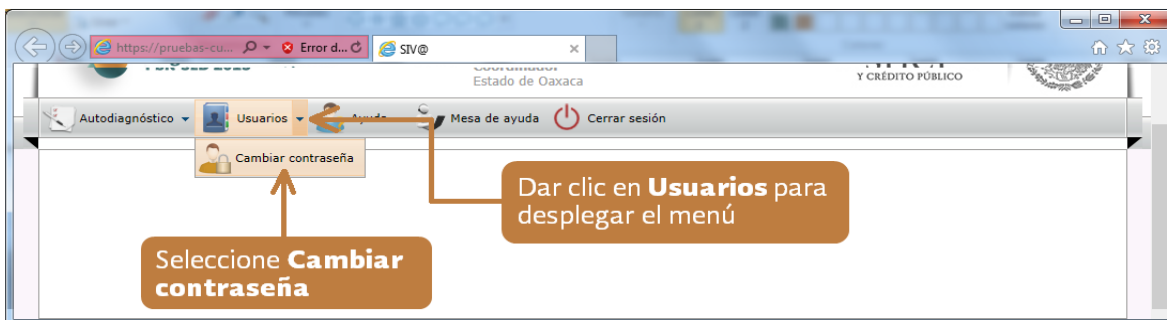 https://pruebas-cu... Error d... SIV@
Estado de Oaxaca
Y CRÉDITO PÚBLICO
Autodiagnóstico Usuarios Mesa de ayuda Cerrar sesión
Cambiar contraseña
Dar clic en Usuarios para
desplegar el menú
Seleccione Cambiar
contraseña